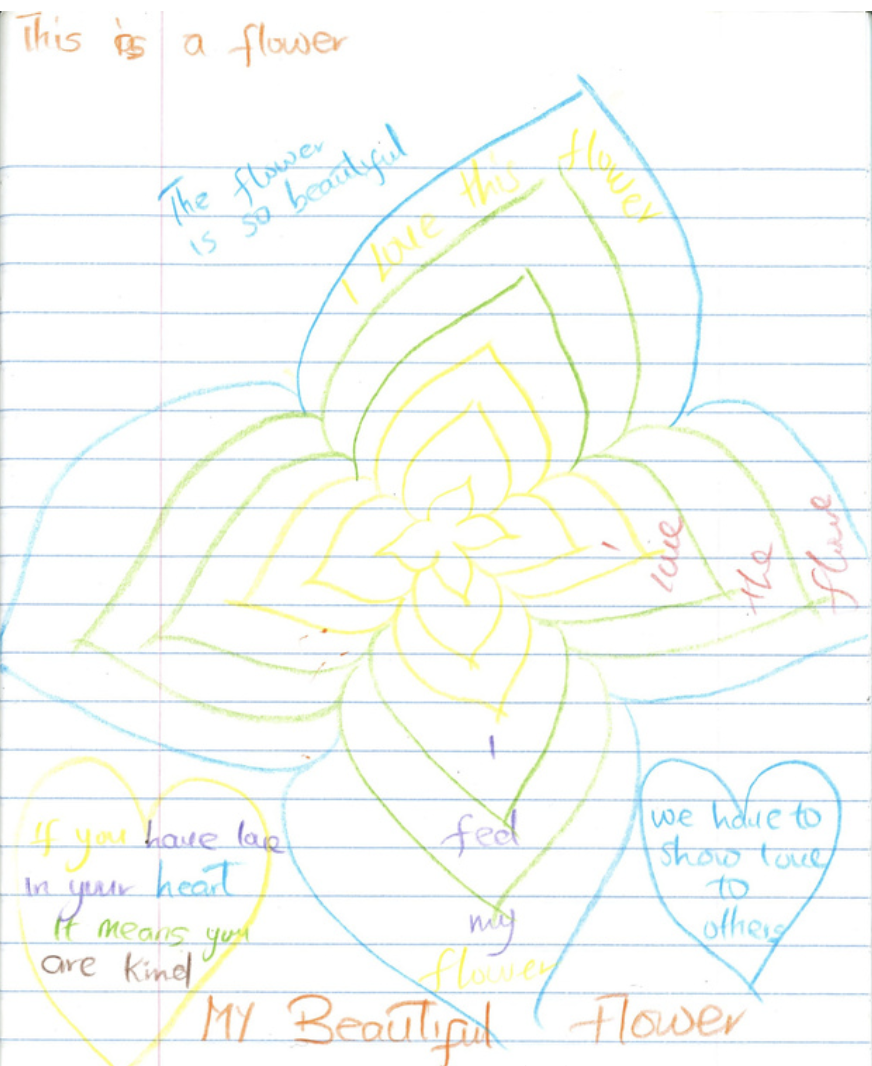 This is a flower
The flower
is so beautiful
I love this flower
I love the flowe
I
feel
my
flower
If you have love
In your heart
It means you
are kind
we have to
show love
to
others
MY Beautiful Flower